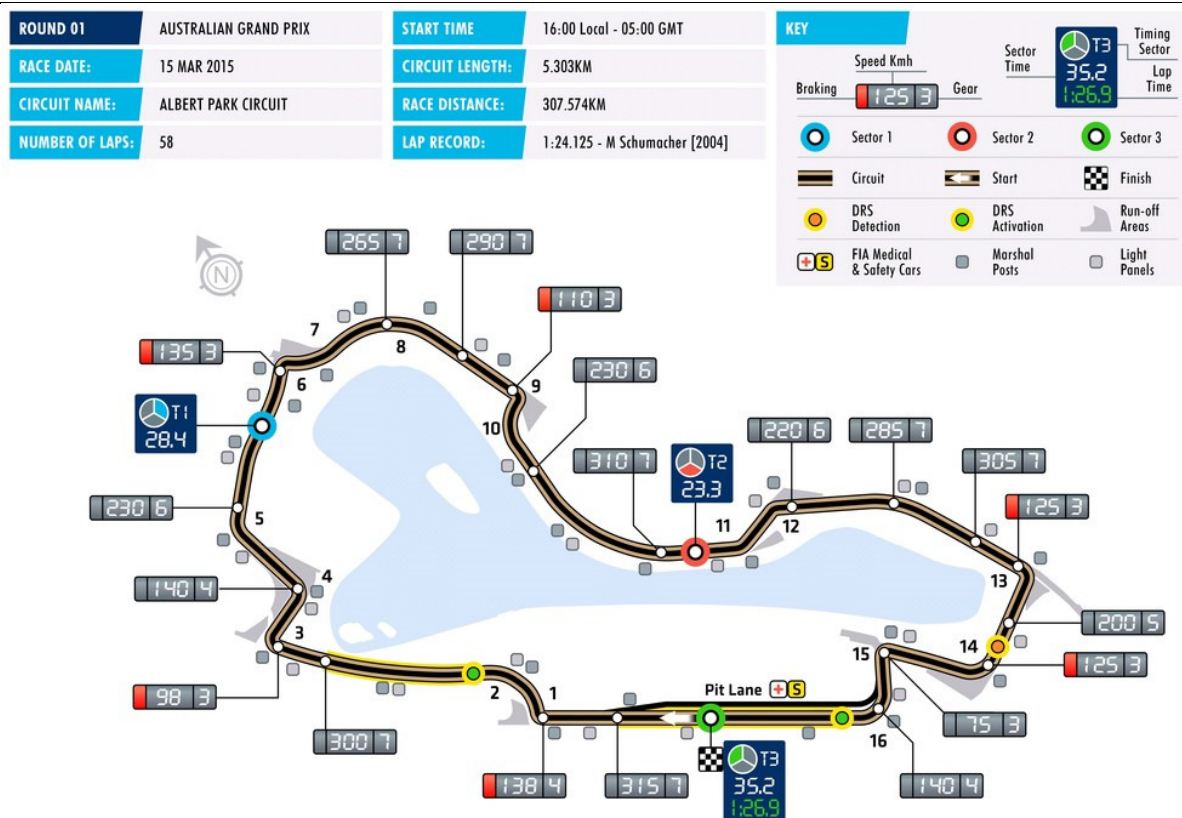 ROUND 01 AUSTRALIAN GRAND PRIX
RACE DATE: 15 MAR 2015
CIRCUIT NAME: ALBERT PARK CIRCUIT
NUMBER OF LAPS: 58
START TIME 16:00 Local - 05:00 GMT
CIRCUIT LENGTH: 5.303KM
RACE DISTANCE: 307.574KM
LAP RECORD: 1:24.125 - M Schumacher [2004]
KEY
Speed Kmh
Braking 125 3 Gear
Sector Time
T3
35.2
1:26.9
Timing Sector
Lap Time
Sector 1
Sector 2
Sector 3
Circuit
Start
Finish
DRS Detection
DRS Activation
Run-off Areas
+ S FIA Medical & Safety Cars
Marshal Posts
Light Panels
N
265 7
290 7
110 3
7
8
135 3
6
9
230 6
T1
28.4
10
310 7
T2
23.3
220 6
285 7
305 7
125 3
230 6
5
11
12
13
140 4
4
200 5
3
14
125 3
15
98 3
2
1
Pit Lane + S
300 7
16
75 3
138 4
315 7
T3
35.2
1:26.9
140 4